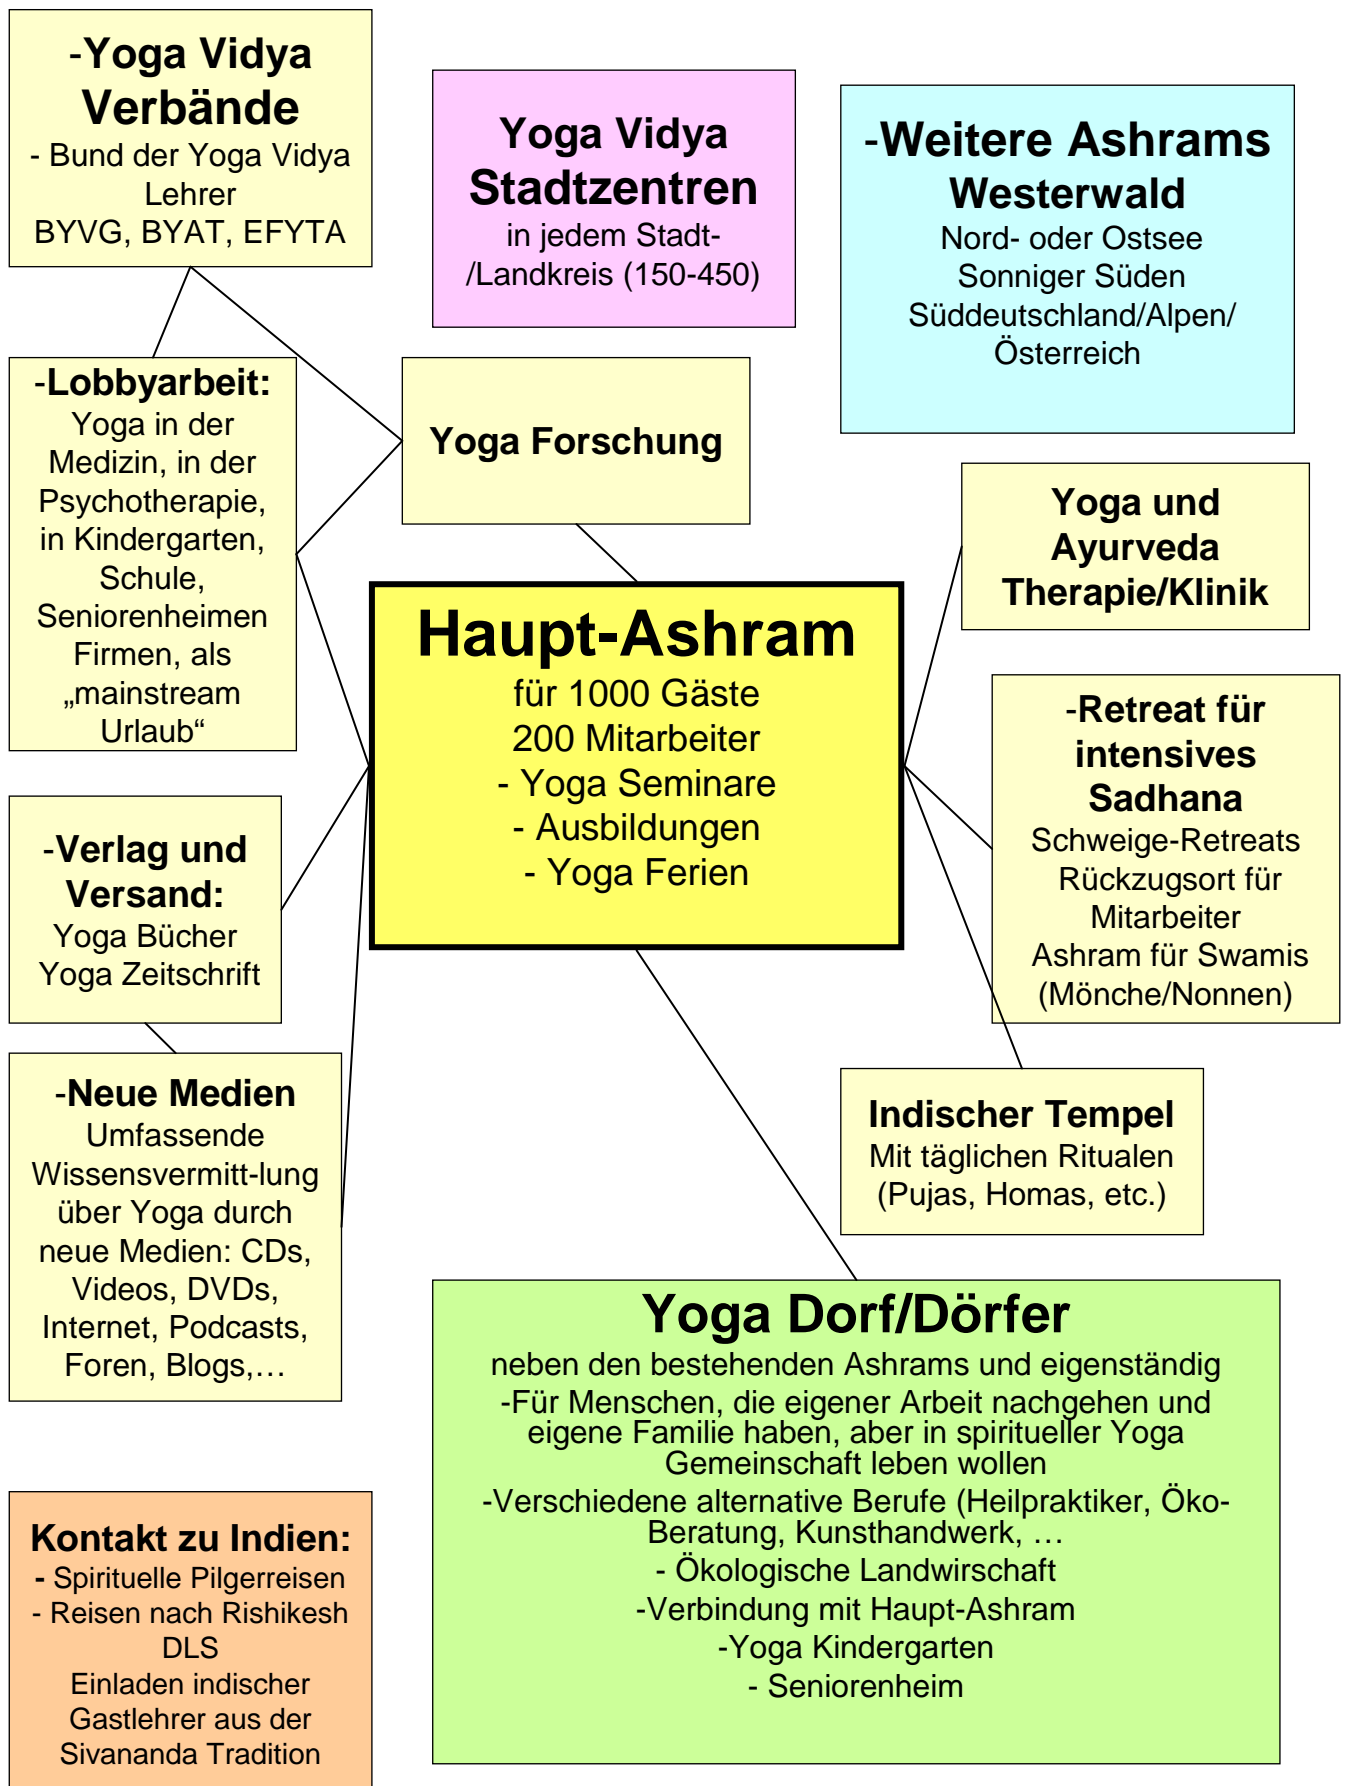 -Yoga Vidya
Verbände
- Bund der Yoga Vidya
Lehrer
BYVG, BYAT, EFYTA
Yoga Vidya
Stadtzentren
in jedem Stadt-
/Landkreis (150-450)
-Weitere Ashrams
Westerwald
Nord- oder Ostsee
Sonniger Süden
Süddeutschland/Alpen/
Österreich
-Lobbyarbeit:
Yoga in der
Medizin, in der
Psychotherapie,
in Kindergarten,
Schule,
Seniorenheimen
Firmen, als
„mainstream
Urlaub“
Yoga Forschung
Yoga und
Ayurveda
Therapie/Klinik
Haupt-Ashram
für 1000 Gäste
200 Mitarbeiter
- Yoga Seminare
- Ausbildungen
- Yoga Ferien
-Retreat für
intensives
Sadhana
Schweige-Retreats
Rückzugsort für
Mitarbeiter
Ashram für Swamis
(Mönche/Nonnen)
-Verlag und
Versand:
Yoga Bücher
Yoga Zeitschrift
-Neue Medien
Umfassende
Wissensvermitt-lung
über Yoga durch
neue Medien: CDs,
Videos, DVDs,
Internet, Podcasts,
Foren, Blogs,…
Indischer Tempel
Mit täglichen Ritualen
(Pujas, Homas, etc.)
Yoga Dorf/Dörfer
neben den bestehenden Ashrams und eigenständig
-Für Menschen, die eigener Arbeit nachgehen und
eigene Familie haben, aber in spiritueller Yoga
Gemeinschaft leben wollen
-Verschiedene alternative Berufe (Heilpraktiker, Öko-
Beratung, Kunsthandwerk, …
- Ökologische Landwirschaft
-Verbindung mit Haupt-Ashram
-Yoga Kindergarten
- Seniorenheim
Kontakt zu Indien:
- Spirituelle Pilgerreisen
- Reisen nach Rishikesh
DLS
Einladen indischer
Gastlehrer aus der
Sivananda Tradition